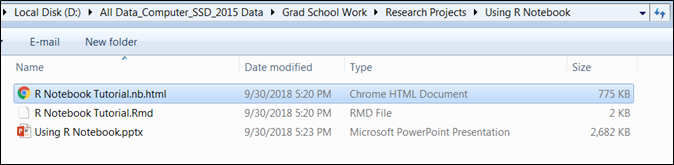 Local Disk (D:) ▸ All Data_Computer_SSD_2015 Data ▸ Grad School Work ▸ Research Projects ▸ Using R Notebook
E-mail New folder
Name Date modified Type Size
R Notebook Tutorial.nb.html 9/30/2018 5:20 PM Chrome HTML Document 775 KB
R Notebook Tutorial.Rmd 9/30/2018 5:20 PM RMD File 2 KB
Using R Notebook.pptx 9/30/2018 5:23 PM Microsoft PowerPoint Presentation 2,682 KB